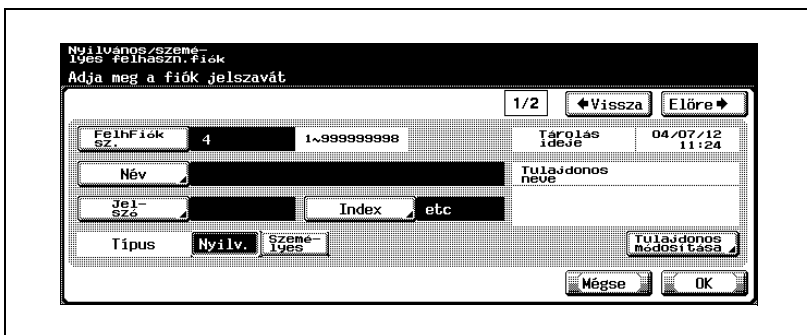 Nyilvános/szemé-
lyes felhaszn.fiók
Adja meg a fiók jelszavát
1/2 Vissza Előre
FelhFiók sz. 4 1~999999998 Tárolás ideje 04/07/12 11:24
Név Tulajdonos neve
Jel-szó Index etc
Típus Nyilv. Szemé-lyes Tulajdonos módosítása
Mégse OK